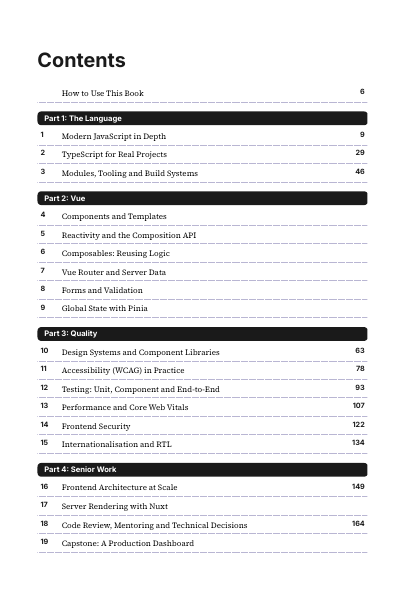 Contents
How to Use This Book 6
Part 1: The Language
1 Modern JavaScript in Depth 9
2 TypeScript for Real Projects 29
3 Modules, Tooling and Build Systems 46
Part 2: Vue
4 Components and Templates
5 Reactivity and the Composition API
6 Composables: Reusing Logic
7 Vue Router and Server Data
8 Forms and Validation
9 Global State with Pinia
Part 3: Quality
10 Design Systems and Component Libraries 63
11 Accessibility (WCAG) in Practice 78
12 Testing: Unit, Component and End-to-End 93
13 Performance and Core Web Vitals 107
14 Frontend Security 122
15 Internationalisation and RTL 134
Part 4: Senior Work
16 Frontend Architecture at Scale 149
17 Server Rendering with Nuxt
18 Code Review, Mentoring and Technical Decisions 164
19 Capstone: A Production Dashboard